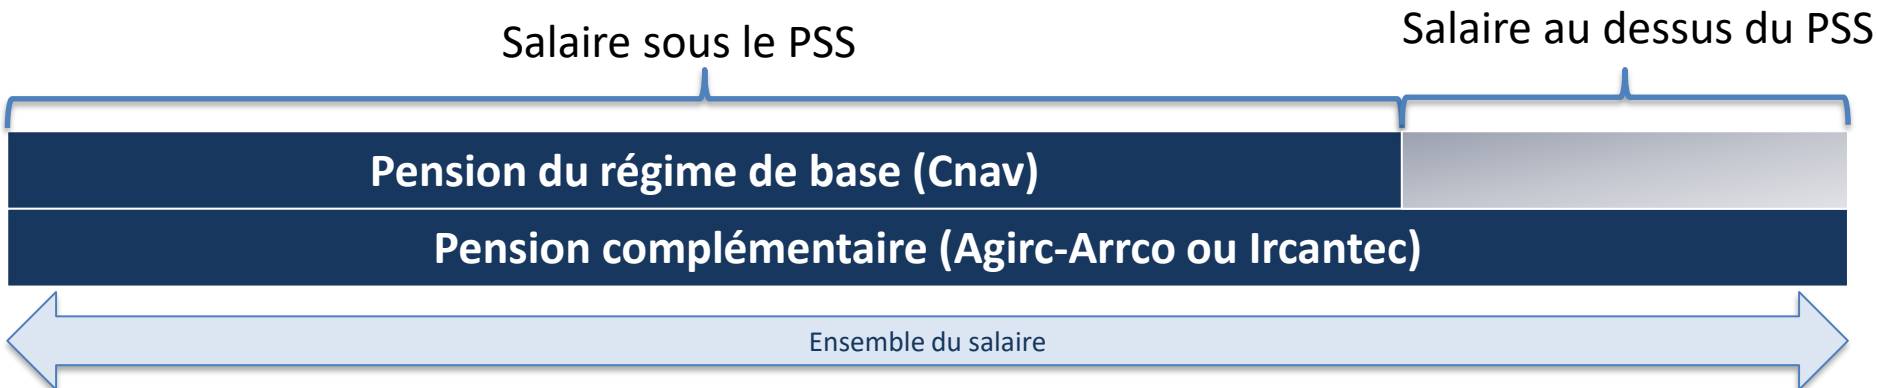 Salaire sous le PSS
Salaire au dessus du PSS
Pension du régime de base (Cnav)
Pension complémentaire (Agirc-Arrco ou Ircantec)
Ensemble du salaire